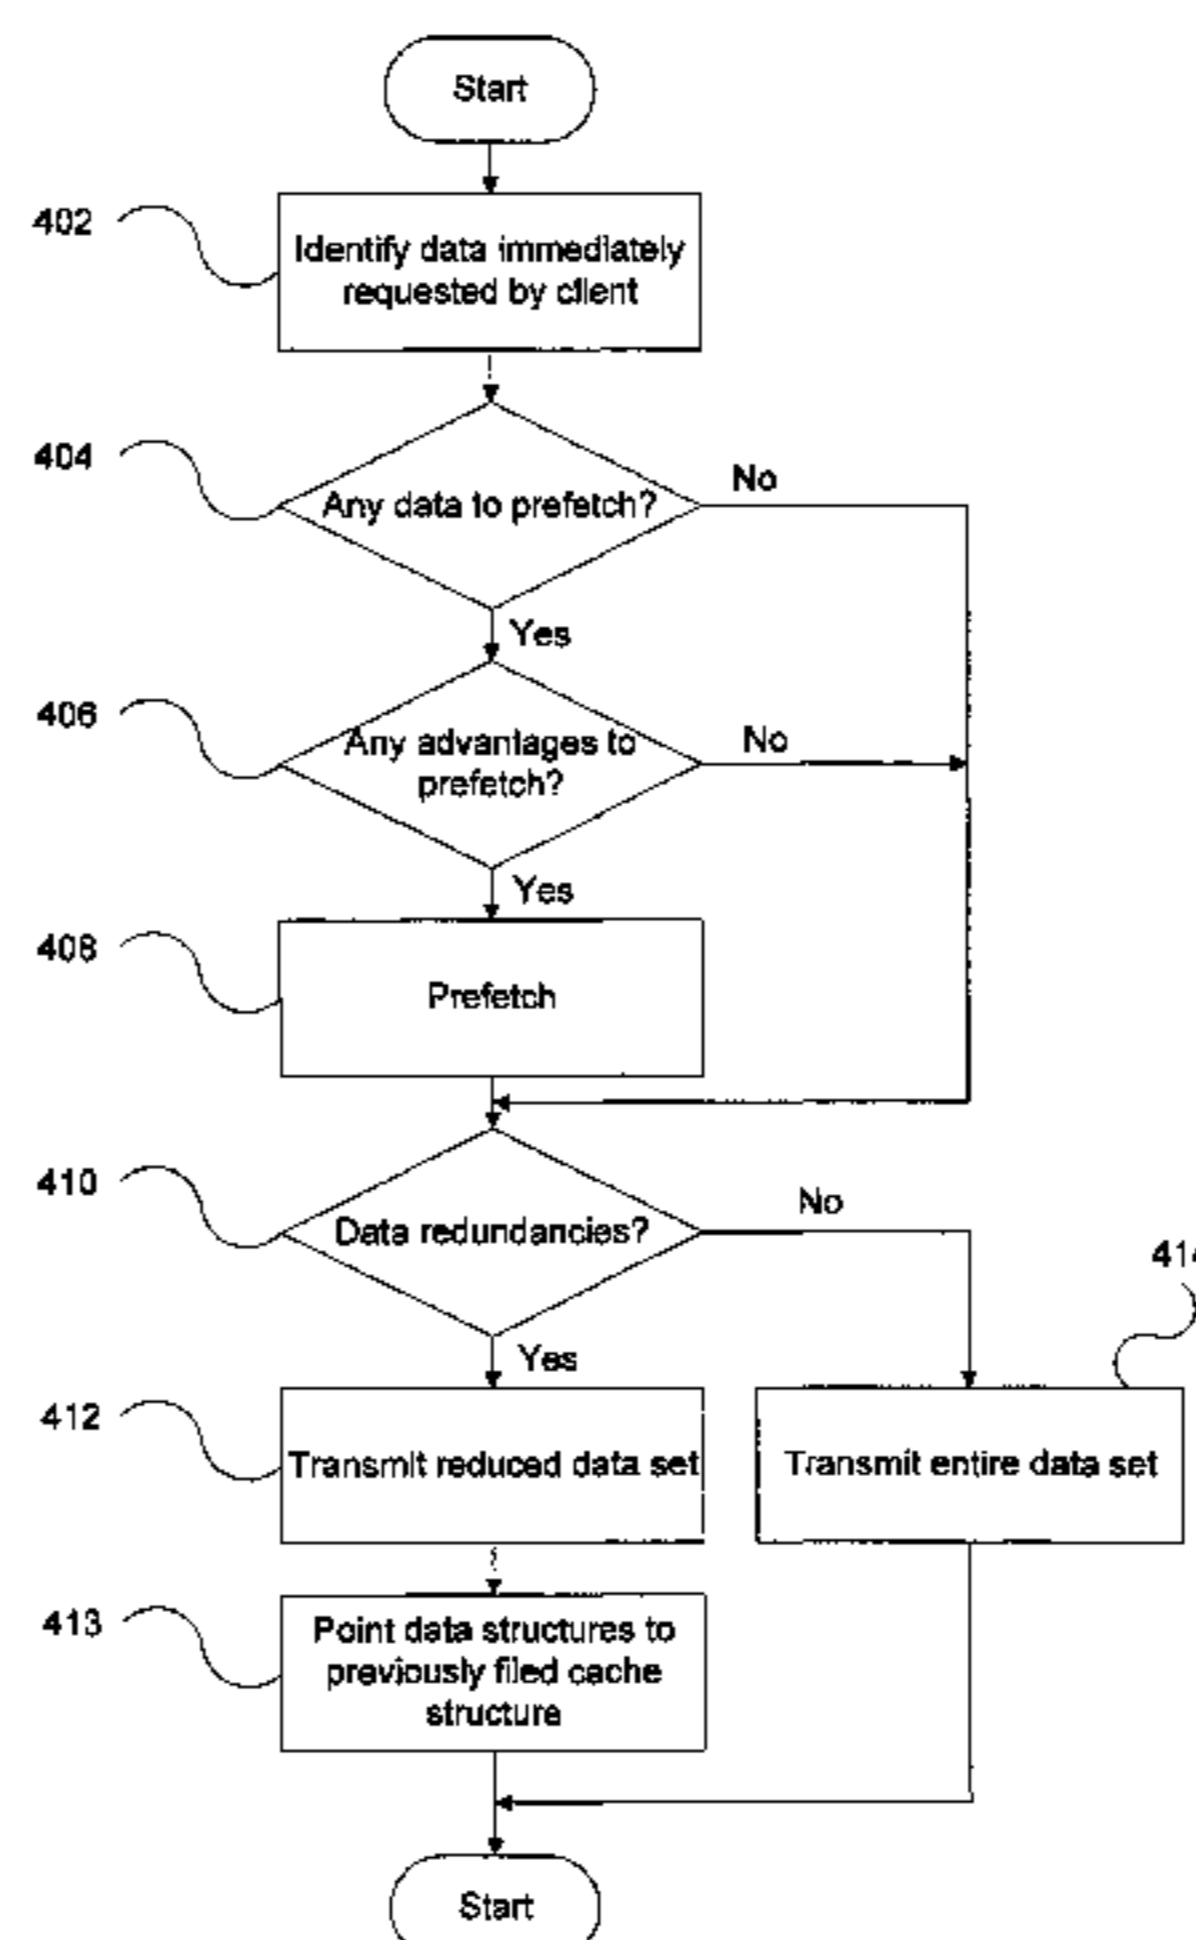 Start
402
Identify data immediately
requested by client
404
Any data to prefetch?
No
Yes
406
Any advantages to
prefetch?
No
Yes
408
Prefetch
410
Data redundancies?
No
414
Yes
412
Transmit reduced data set
Transmit entire data set
413
Point data structures to
previously filed cache
structure
Start